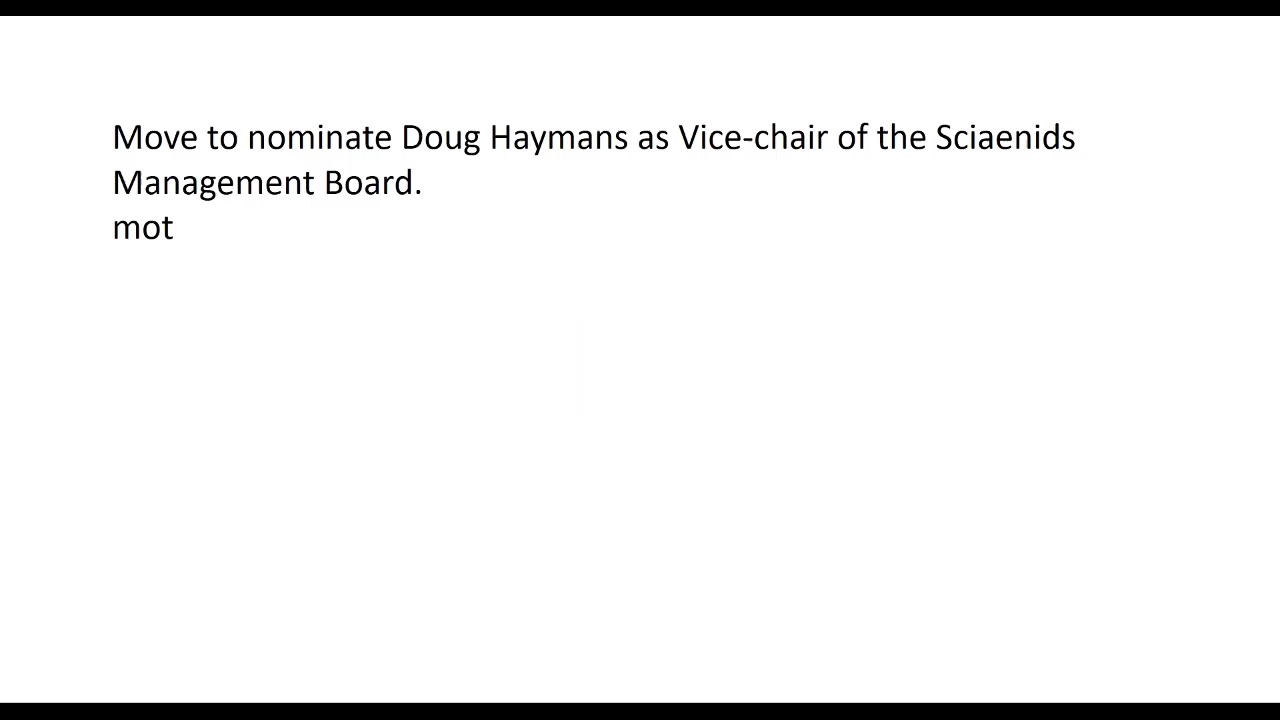 Move to nominate Doug Haymans as Vice-chair of the Sciaenids
Management Board.
mot